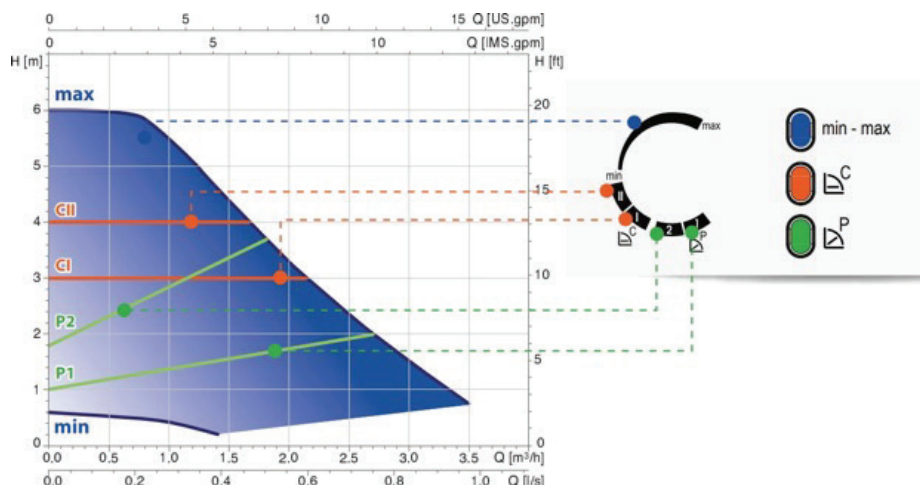 0 5 10 15 Q [US.gpm]
0 5 10 Q [IMS.gpm]
H [m] H [ft]
max
6
5
4
3
2
1
0
CII
CI
P2
P1
min
20
15
10
5
0
0.0 0.5 1.0 1.5 2.0 2.5 3.0 3.5 Q [m³/h]
0.0 0.2 0.4 0.6 0.8 1.0 Q [l/s]
max
min
II
I
2
1
C
P
min - max
C
P